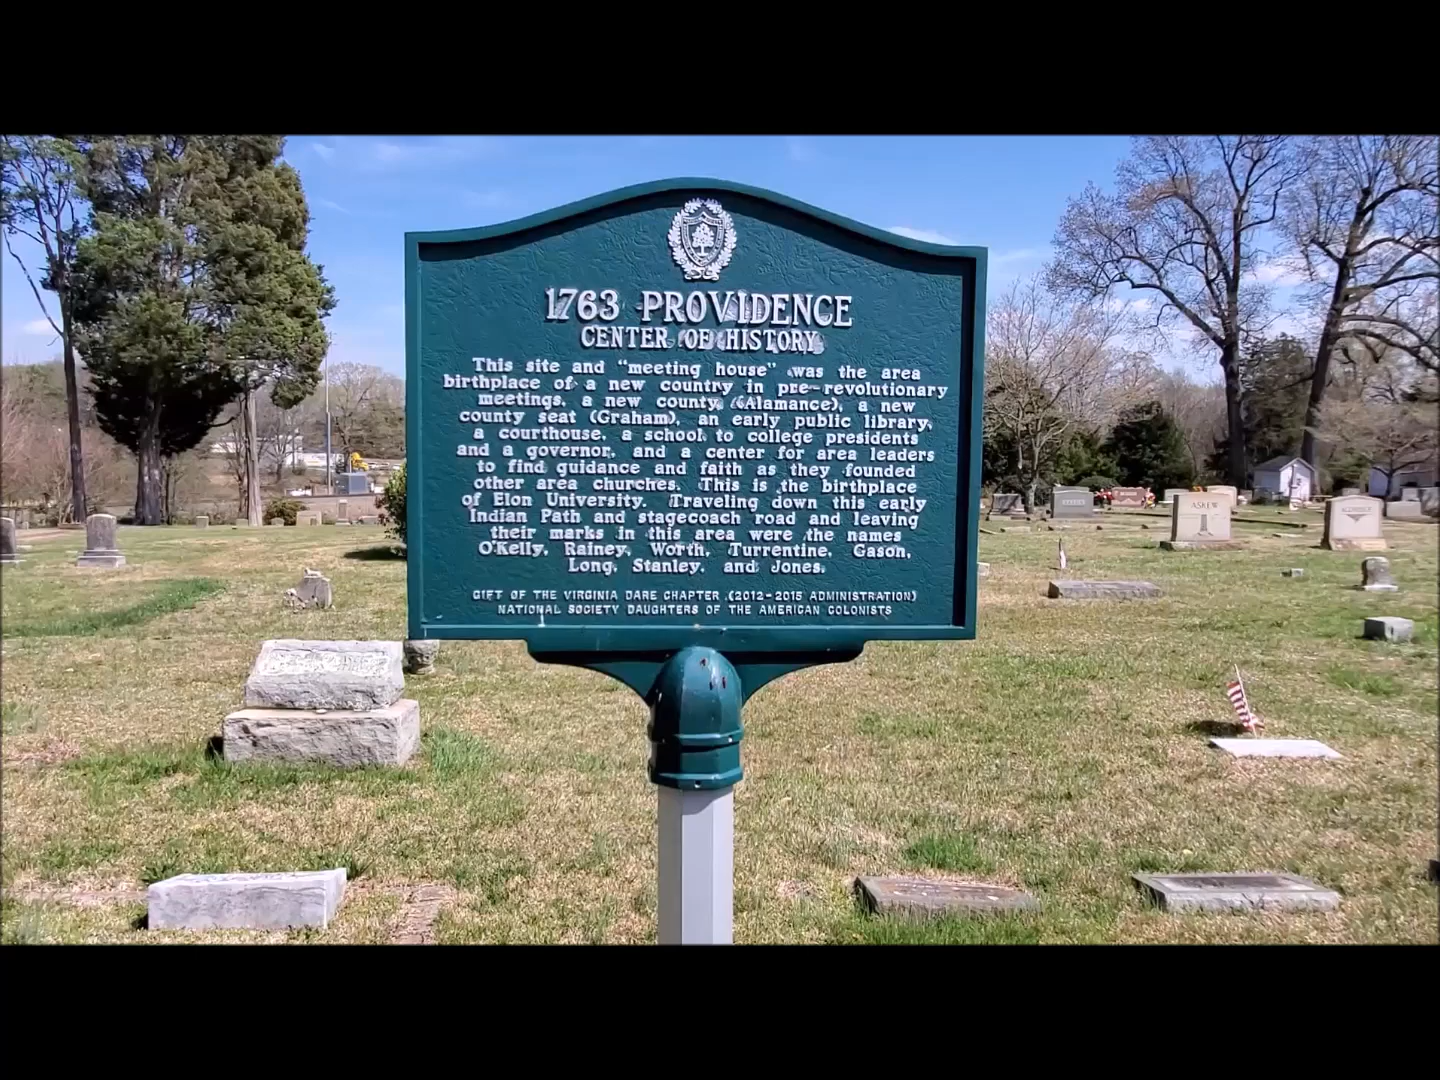 1763 PROVIDENCE
CENTER OF HISTORY
This site and "meeting house" was the area
birthplace of a new country in pre-revolutionary
meetings, a new county (Alamance), a new
county seat (Graham), an early public library,
a courthouse, a school to college presidents
and a governor, and a center for area leaders
to find guidance and faith as they founded
other area churches. This is the birthplace
of Elon University. Traveling down this early
Indian Path and stagecoach road and leaving
their marks in this area were the names
O'Kelly, Rainey, Worth, Turrentine, Gason,
Long, Stanley, and Jones.
GIFT OF THE VIRGINIA DARE CHAPTER (2012-2015 ADMINISTRATION)
NATIONAL SOCIETY DAUGHTERS OF THE AMERICAN COLONISTS
ASKEW